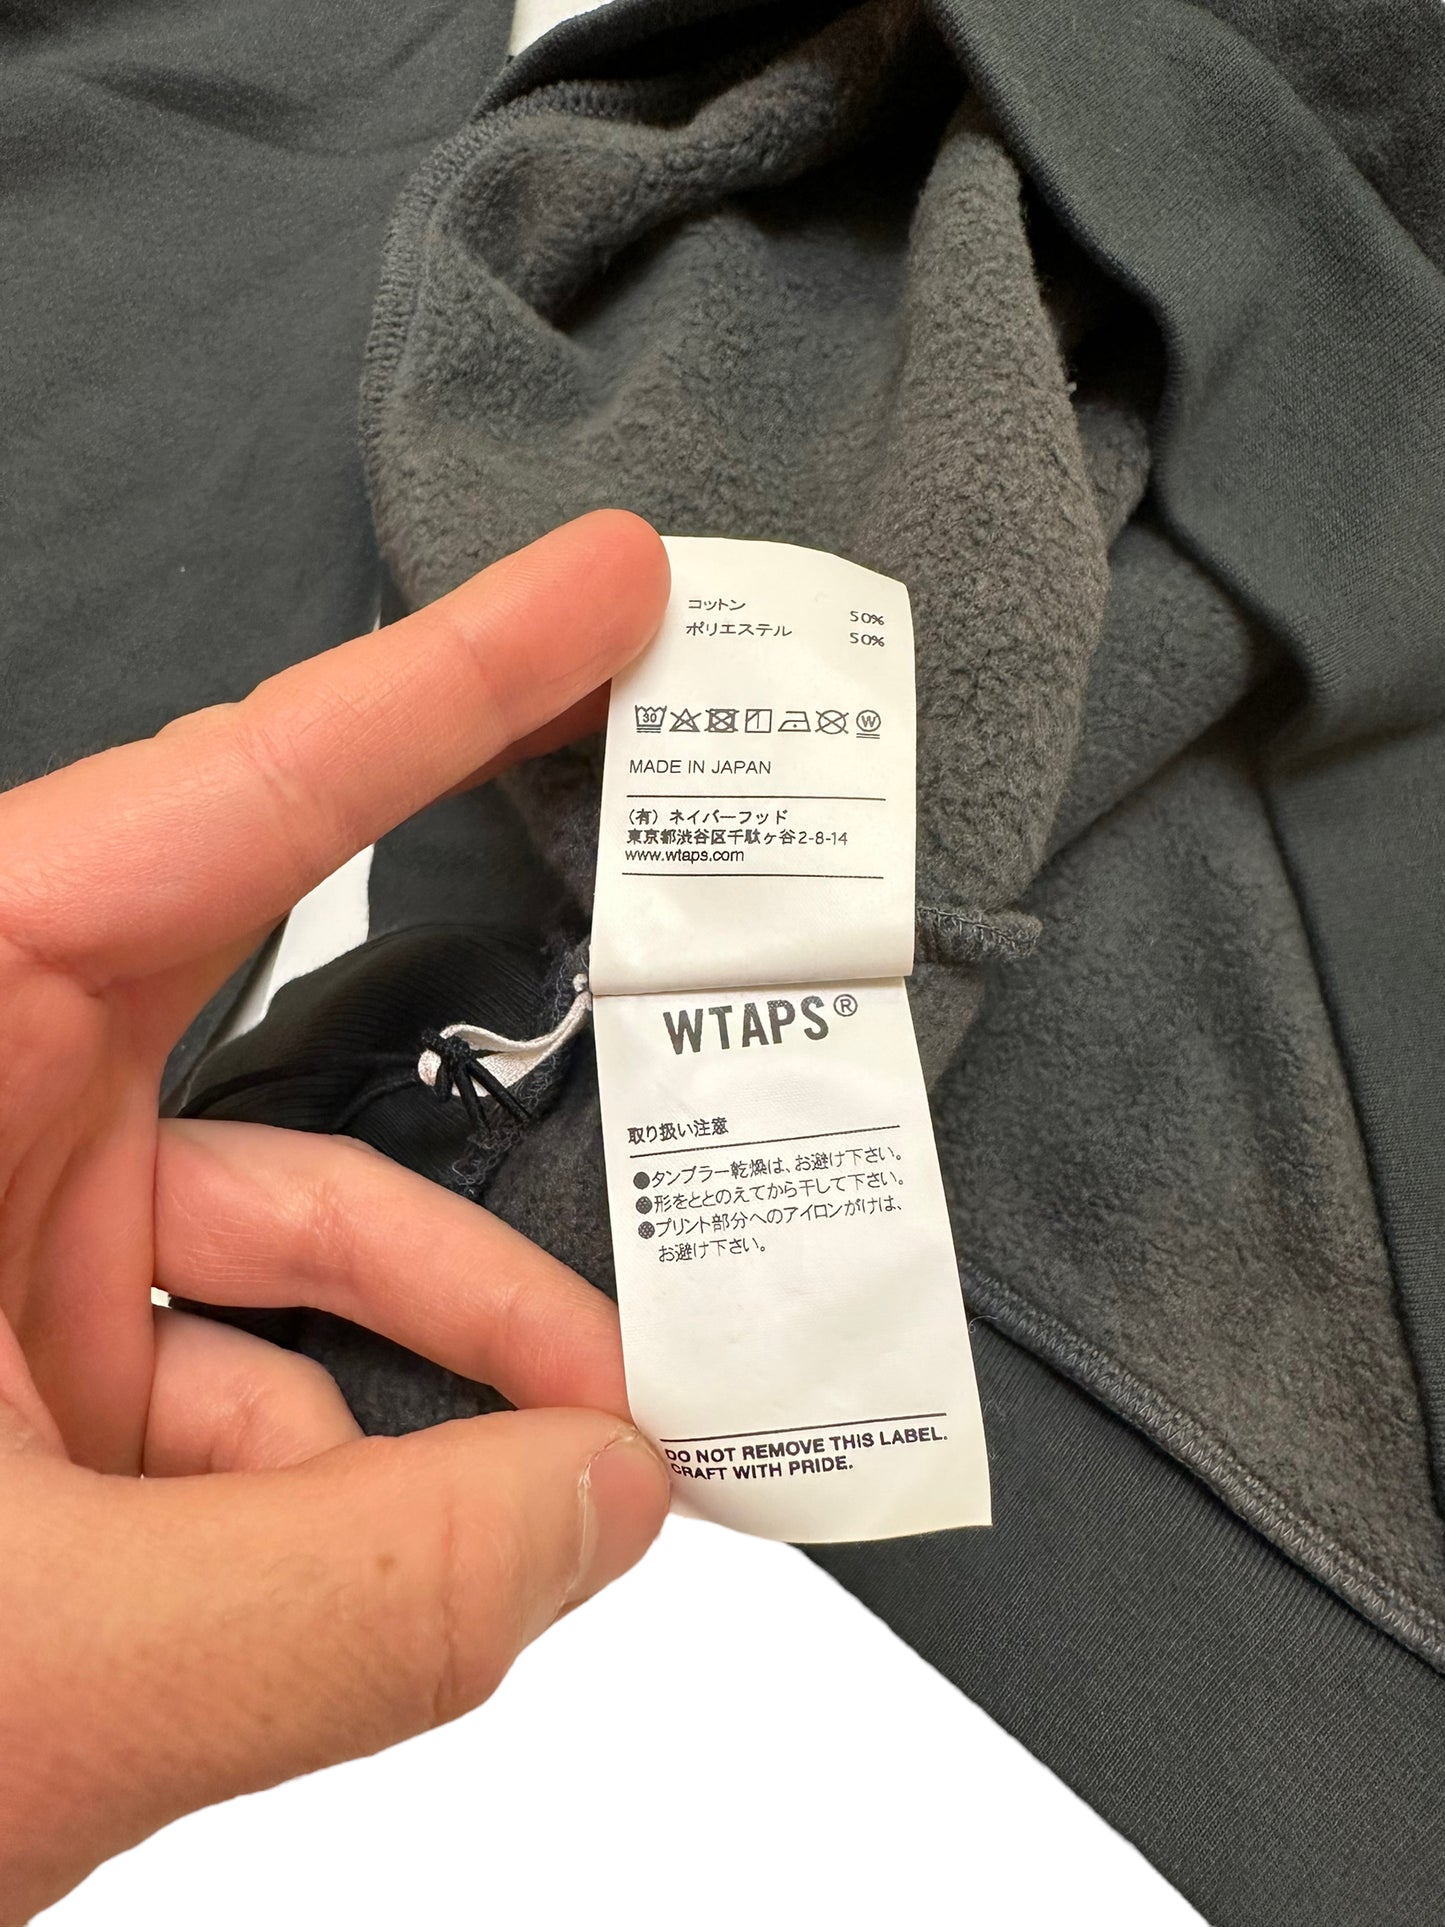 コットン 50%
ポリエステル 50%
30 W
MADE IN JAPAN
(有) ネイバーフッド
東京都渋谷区千駄ヶ谷2-8-14
www.wtaps.com
WTAPS®
取り扱い注意
●タンブラー乾燥は、お避け下さい。
●形をととのえてから干して下さい。
●プリント部分へのアイロンがけは、
お避け下さい。
DO NOT REMOVE THIS LABEL.
CRAFT WITH PRIDE.